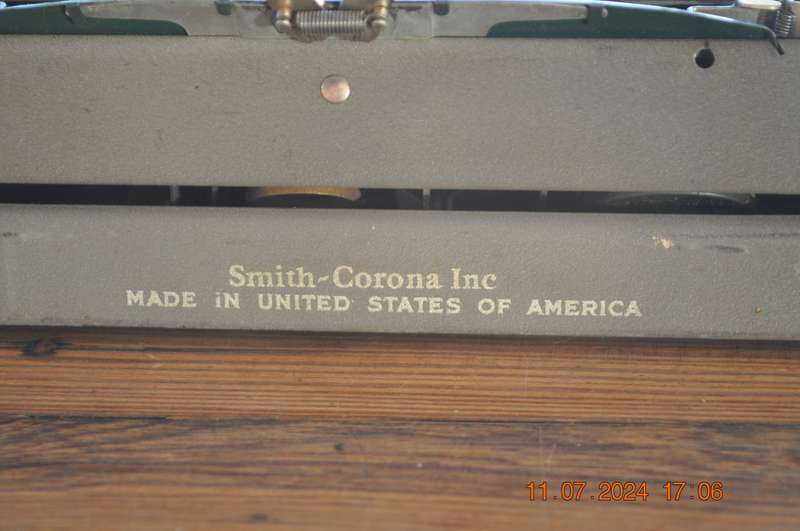 Smith-Corona Inc
MADE IN UNITED STATES OF AMERICA
11.07.2024 17:06